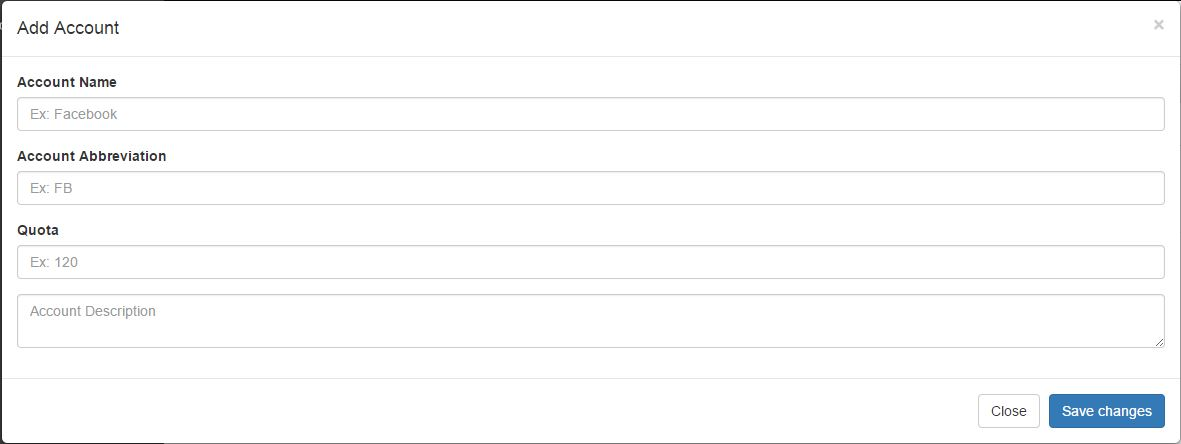 Add Account
×
Account Name
Ex: Facebook
Account Abbreviation
Ex: FB
Quota
Ex: 120
Account Description
Close
Save changes